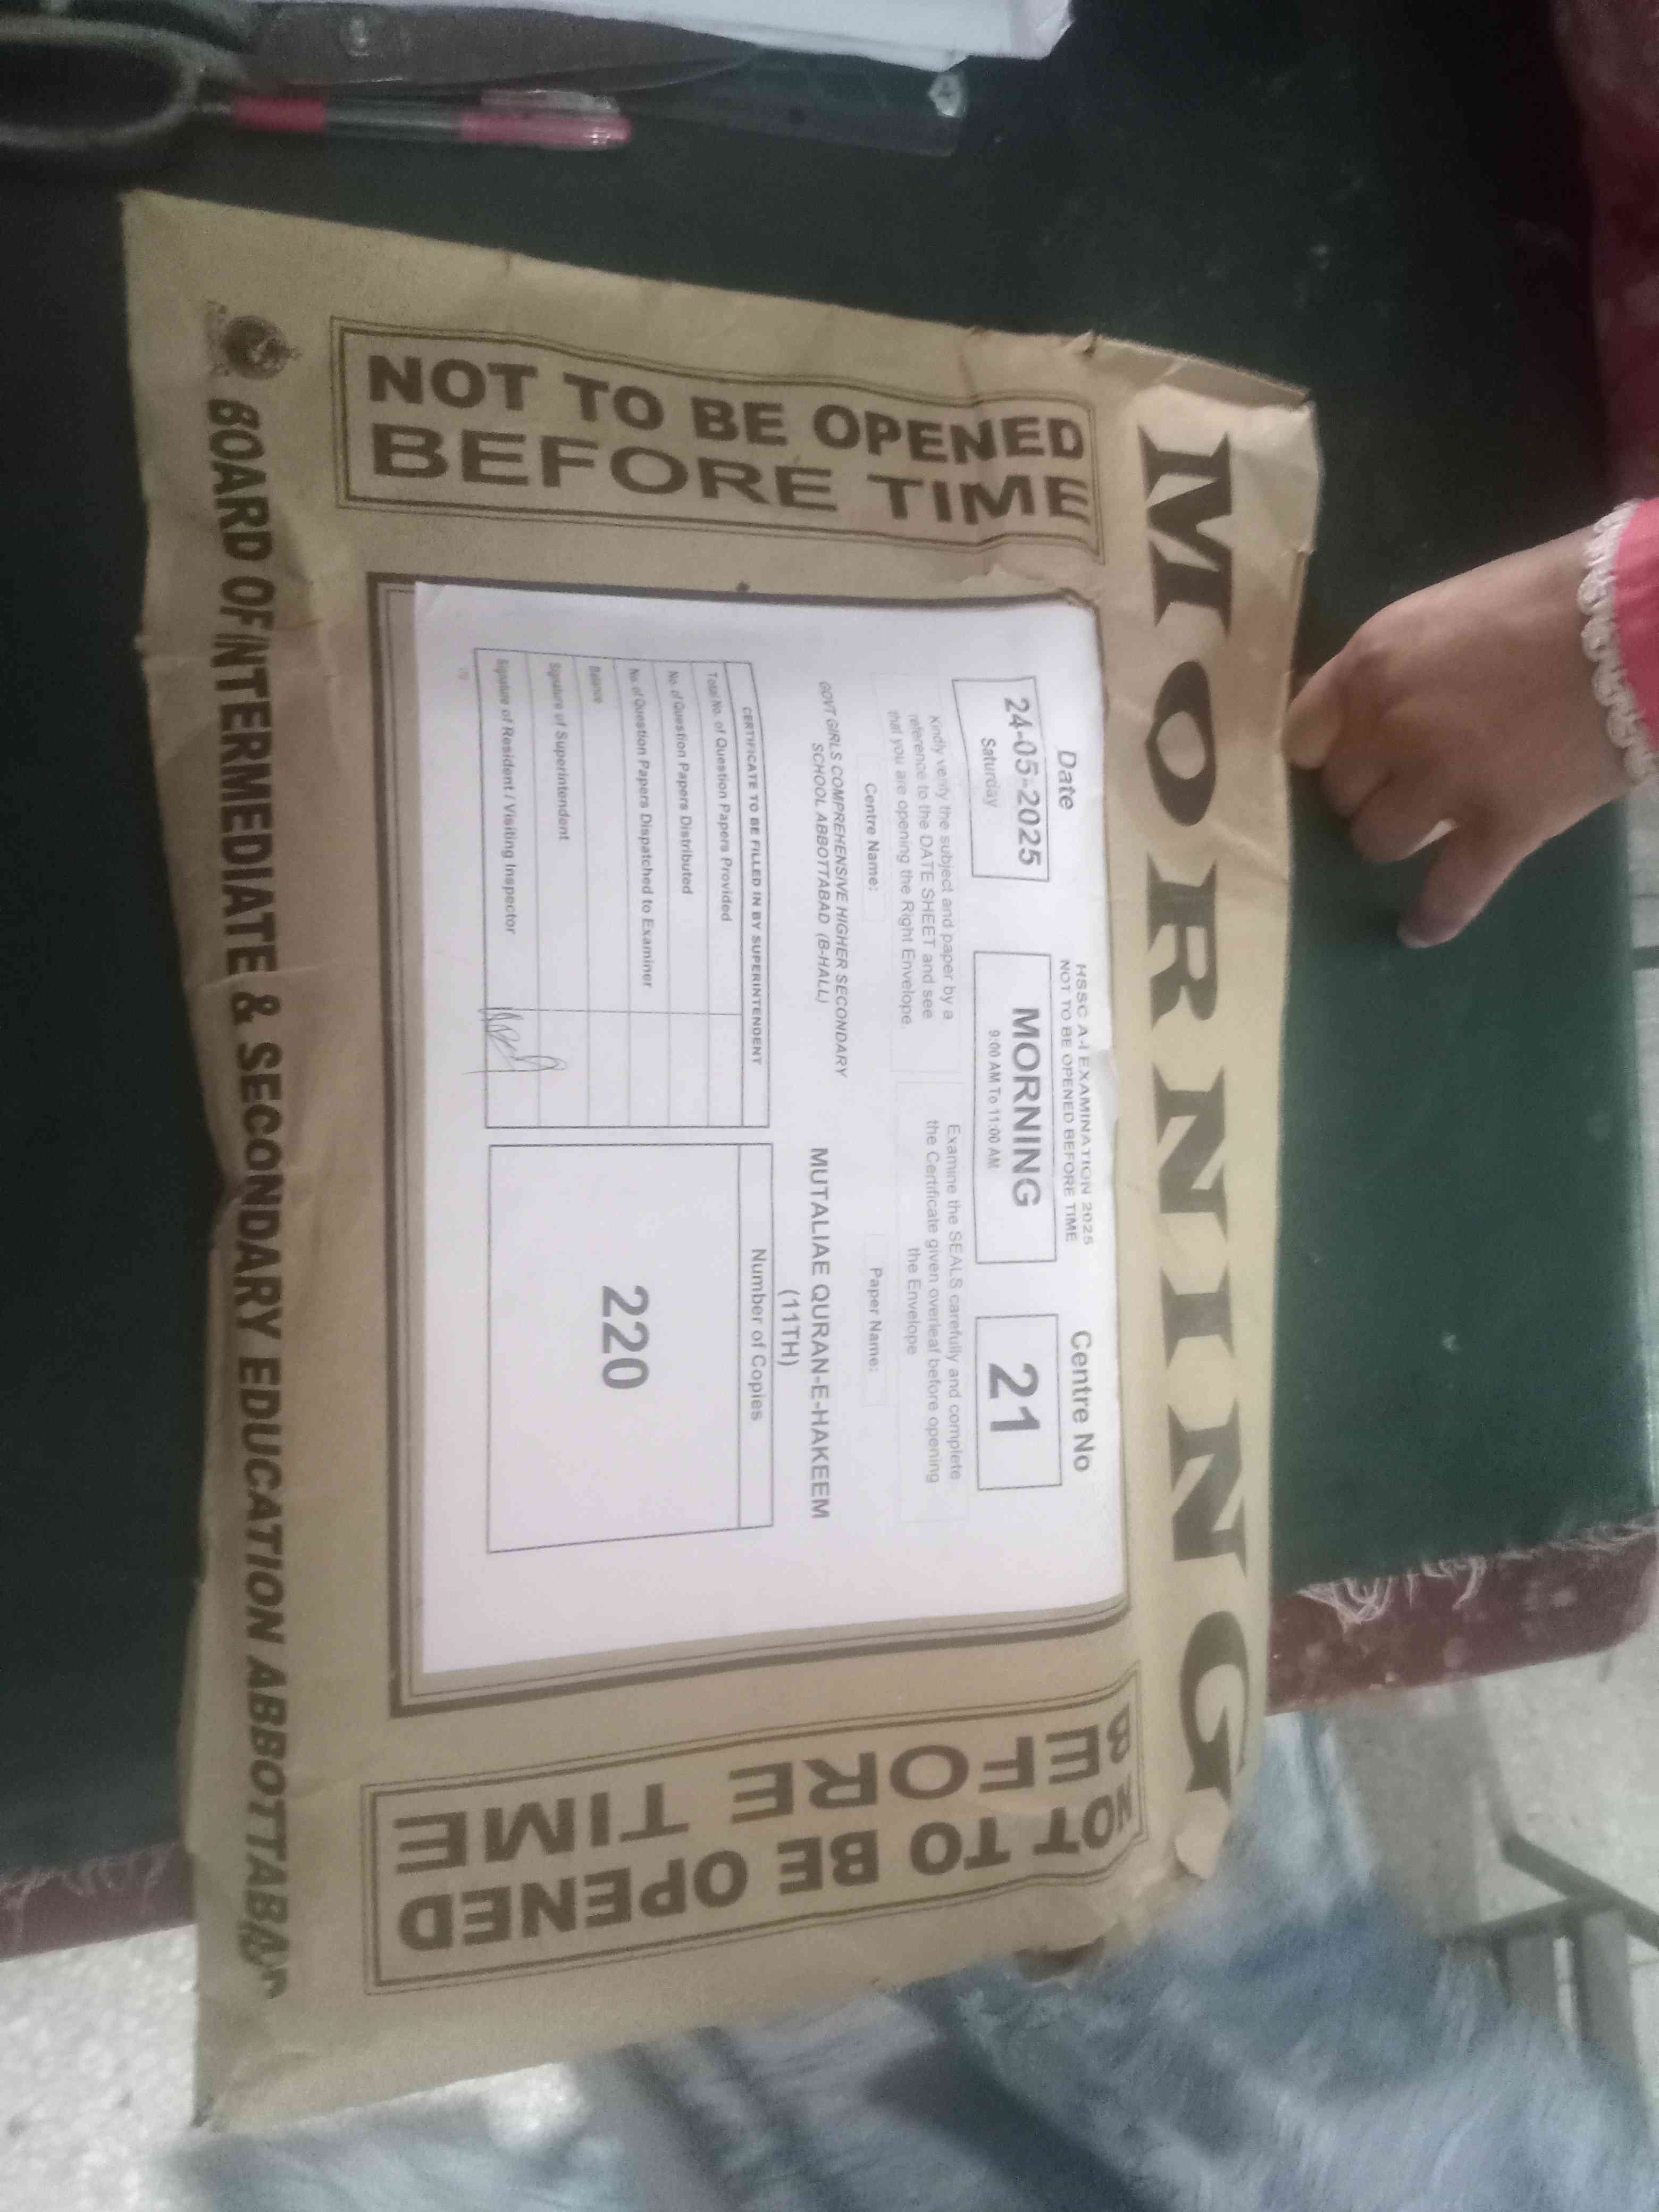 MORNING
NOT TO BE OPENED
BEFORE TIME
HSSC A-I EXAMINATION 2025
NOT TO BE OPENED BEFORE TIME
Date
24-05-2025
Saturday
MORNING
9:00 AM To 11:00 AM
Centre No
21
Kindly verify the subject and paper by a
reference to the DATE SHEET and see
that you are opening the Right Envelope
Examine the SEALS carefully and complete
the Certificate given overleaf before opening
the Envelope
Centre Name:
GOVT GIRLS COMPREHENSIVE HIGHER SECONDARY
SCHOOL ABBOTTABAD (B-HALL)
Paper Name:
MUTALIAE QURAN-E-HAKEEM
(11TH)
CERTIFICATE TO BE FILLED IN BY SUPERINTENDENT
Total No. of Question Papers Provided
No. of Question Papers Distributed
No. of Question Papers Dispatched to Examiner
Balance
Signature of Superintendent
Signature of Resident / Visiting Inspector
Number of Copies
220
NOT TO BE OPENED
BEFORE TIME
BOARD OF INTERMEDIATE & SECONDARY EDUCATION ABBOTTABAD